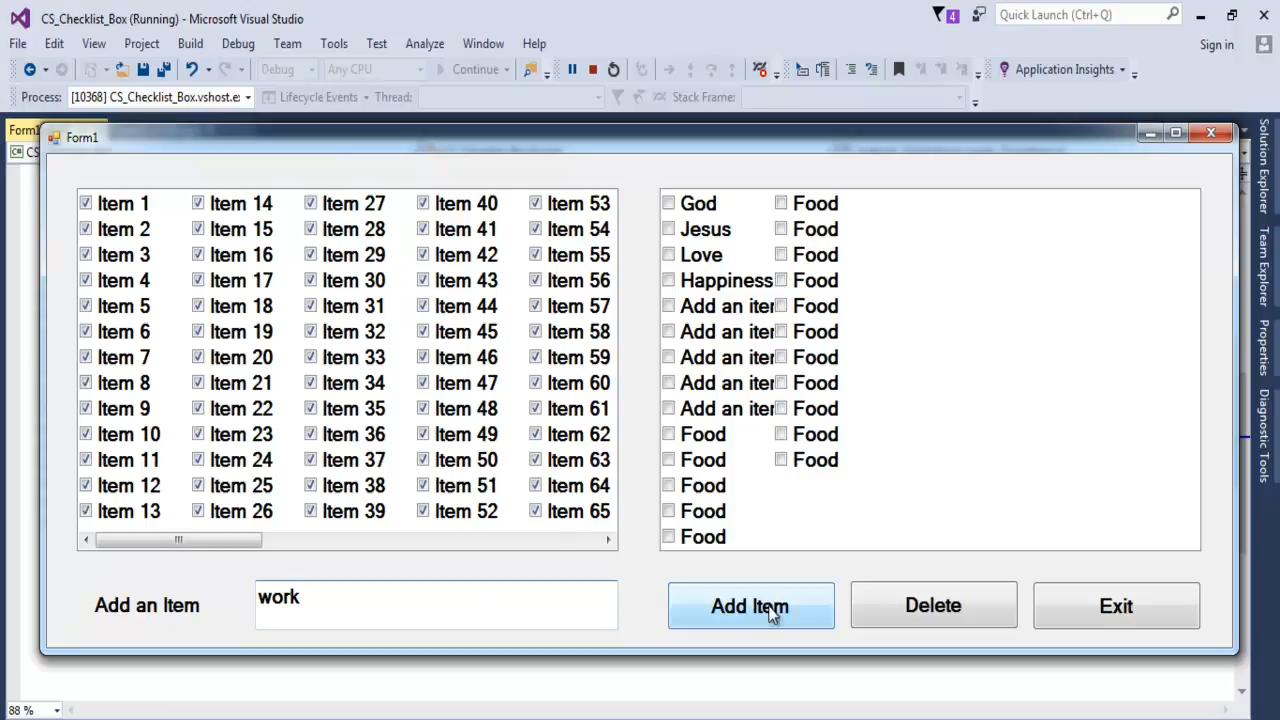 CS_Checklist_Box (Running) - Microsoft Visual Studio
4
Quick Launch (Ctrl+Q)
File Edit View Project Build Debug Team Tools Test Analyze Window Help
Sign in
Debug Any CPU Continue Application Insights
Process: [10368] CS_Checklist_Box.vshost.e Lifecycle Events Thread: Stack Frame:
Form1
CS
Form1
Item 1 Item 14 Item 27 Item 40 Item 53
Item 2 Item 15 Item 28 Item 41 Item 54
Item 3 Item 16 Item 29 Item 42 Item 55
Item 4 Item 17 Item 30 Item 43 Item 56
Item 5 Item 18 Item 31 Item 44 Item 57
Item 6 Item 19 Item 32 Item 45 Item 58
Item 7 Item 20 Item 33 Item 46 Item 59
Item 8 Item 21 Item 34 Item 47 Item 60
Item 9 Item 22 Item 35 Item 48 Item 61
Item 10 Item 23 Item 36 Item 49 Item 62
Item 11 Item 24 Item 37 Item 50 Item 63
Item 12 Item 25 Item 38 Item 51 Item 64
Item 13 Item 26 Item 39 Item 52 Item 65
God Food
Jesus Food
Love Food
Happiness Food
Add an iter Food
Add an iter Food
Add an iter Food
Add an iter Food
Add an iter Food
Food Food
Food Food
Food
Food
Food
Add an Item
work
Add Item
Delete
Exit
Solution Explorer
Team Explorer
Properties
Diagnostic Tools
88 %